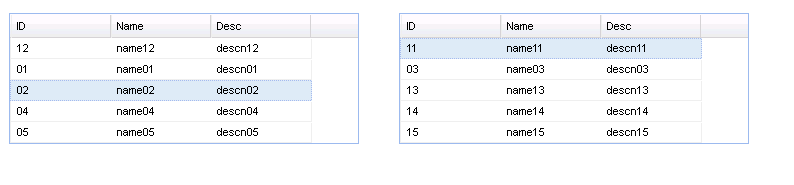 ID Name Desc
12 name12 descn12
01 name01 descn01
02 name02 descn02
04 name04 descn04
05 name05 descn05
ID Name Desc
11 name11 descn11
03 name03 descn03
13 name13 descn13
14 name14 descn14
15 name15 descn15